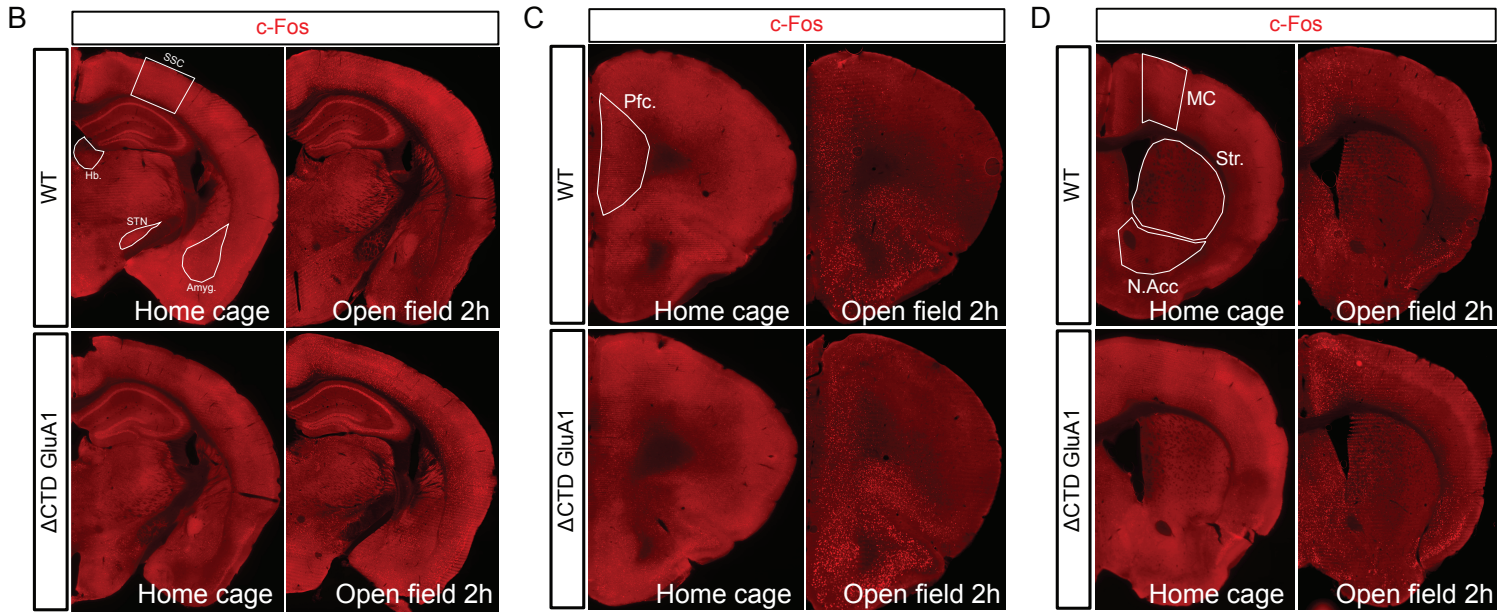 B
c-Fos
WT
SSC
Hb.
STN
Amyg.
Home cage
Open field 2h
ΔCTD GluA1
Home cage
Open field 2h
C
c-Fos
WT
Pfc.
Home cage
Open field 2h
ΔCTD GluA1
Home cage
Open field 2h
D
c-Fos
WT
MC
Str.
N.Acc
Home cage
Open field 2h
ΔCTD GluA1
Home cage
Open field 2h